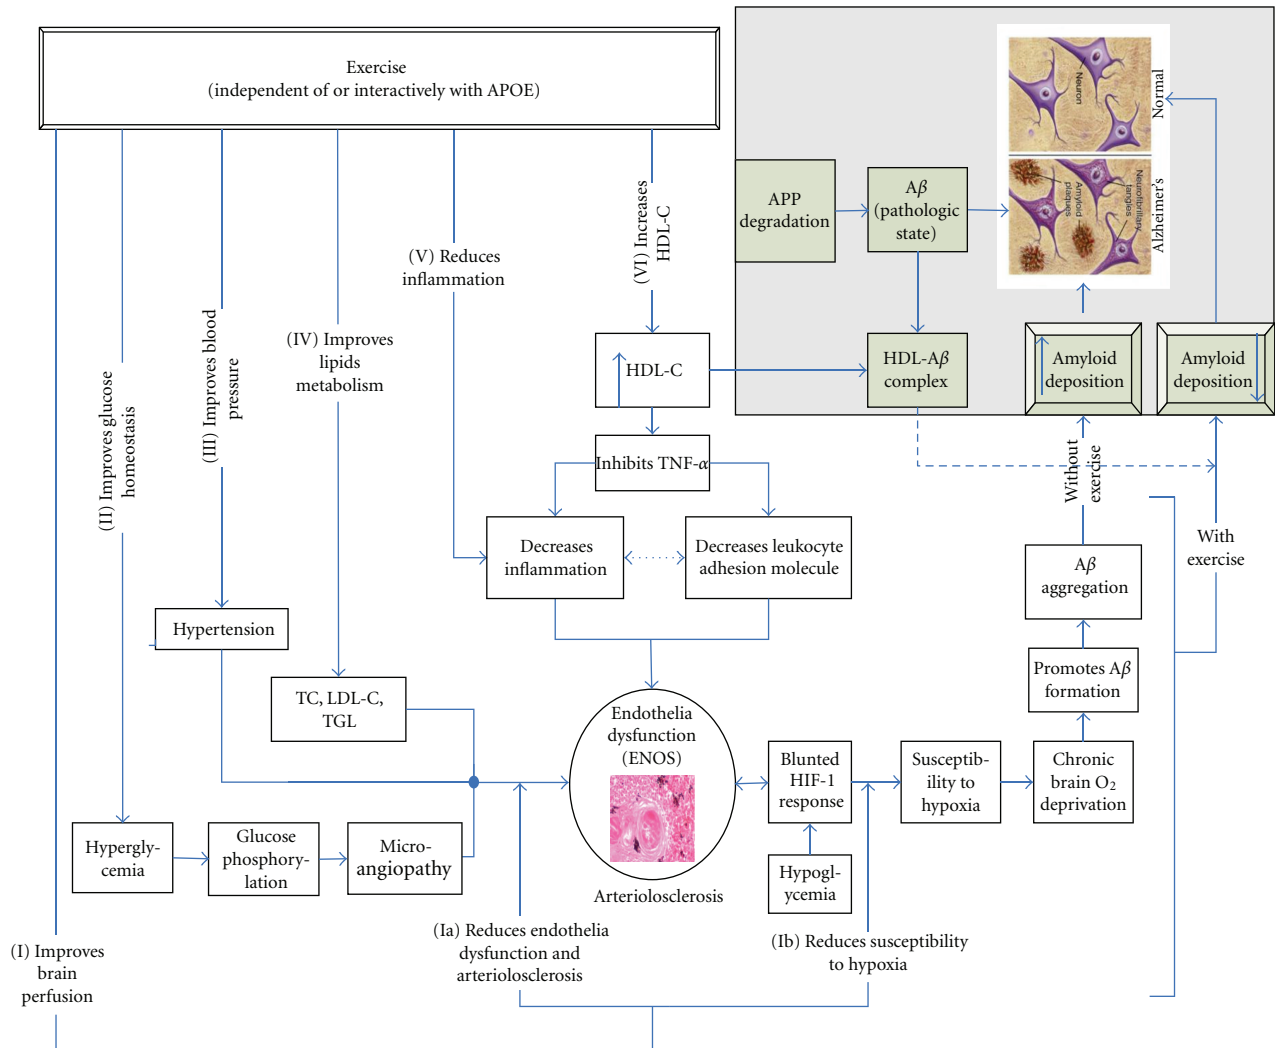 Exercise
(independent of or interactively with APOE)
(I) Improves
brain
perfusion
(II) Improves glucose
homeostasis
(III) Improves blood
pressure
(IV) Improves
lipids
metabolism
(V) Reduces
inflammation
(VI) Increases
HDL-C
APP
degradation
Aβ
(pathologic
state)
Neuron
Normal
Amyloid
plaques
Neurofibrillary
tangles
Alzheimer's
HDL-C
HDL-Aβ
complex
Amyloid
deposition
Amyloid
deposition
Inhibits TNF-α
Without
exercise
With
exercise
Decreases
inflammation
Decreases leukocyte
adhesion molecule
Aβ
aggregation
Hypertension
Promotes Aβ
formation
TC, LDL-C,
TGL
Endothelia
dysfunction
(ENOS)
Arteriolosclerosis
Blunted
HIF-1
response
Susceptib-
ility to
hypoxia
Chronic
brain O₂
deprivation
Hypergly-
cemia
Glucose
phosphory-
lation
Micro-
angiopathy
Hypogl-
ycemia
(Ia) Reduces endothelia
dysfunction and
arteriolosclerosis
(Ib) Reduces susceptibility
to hypoxia